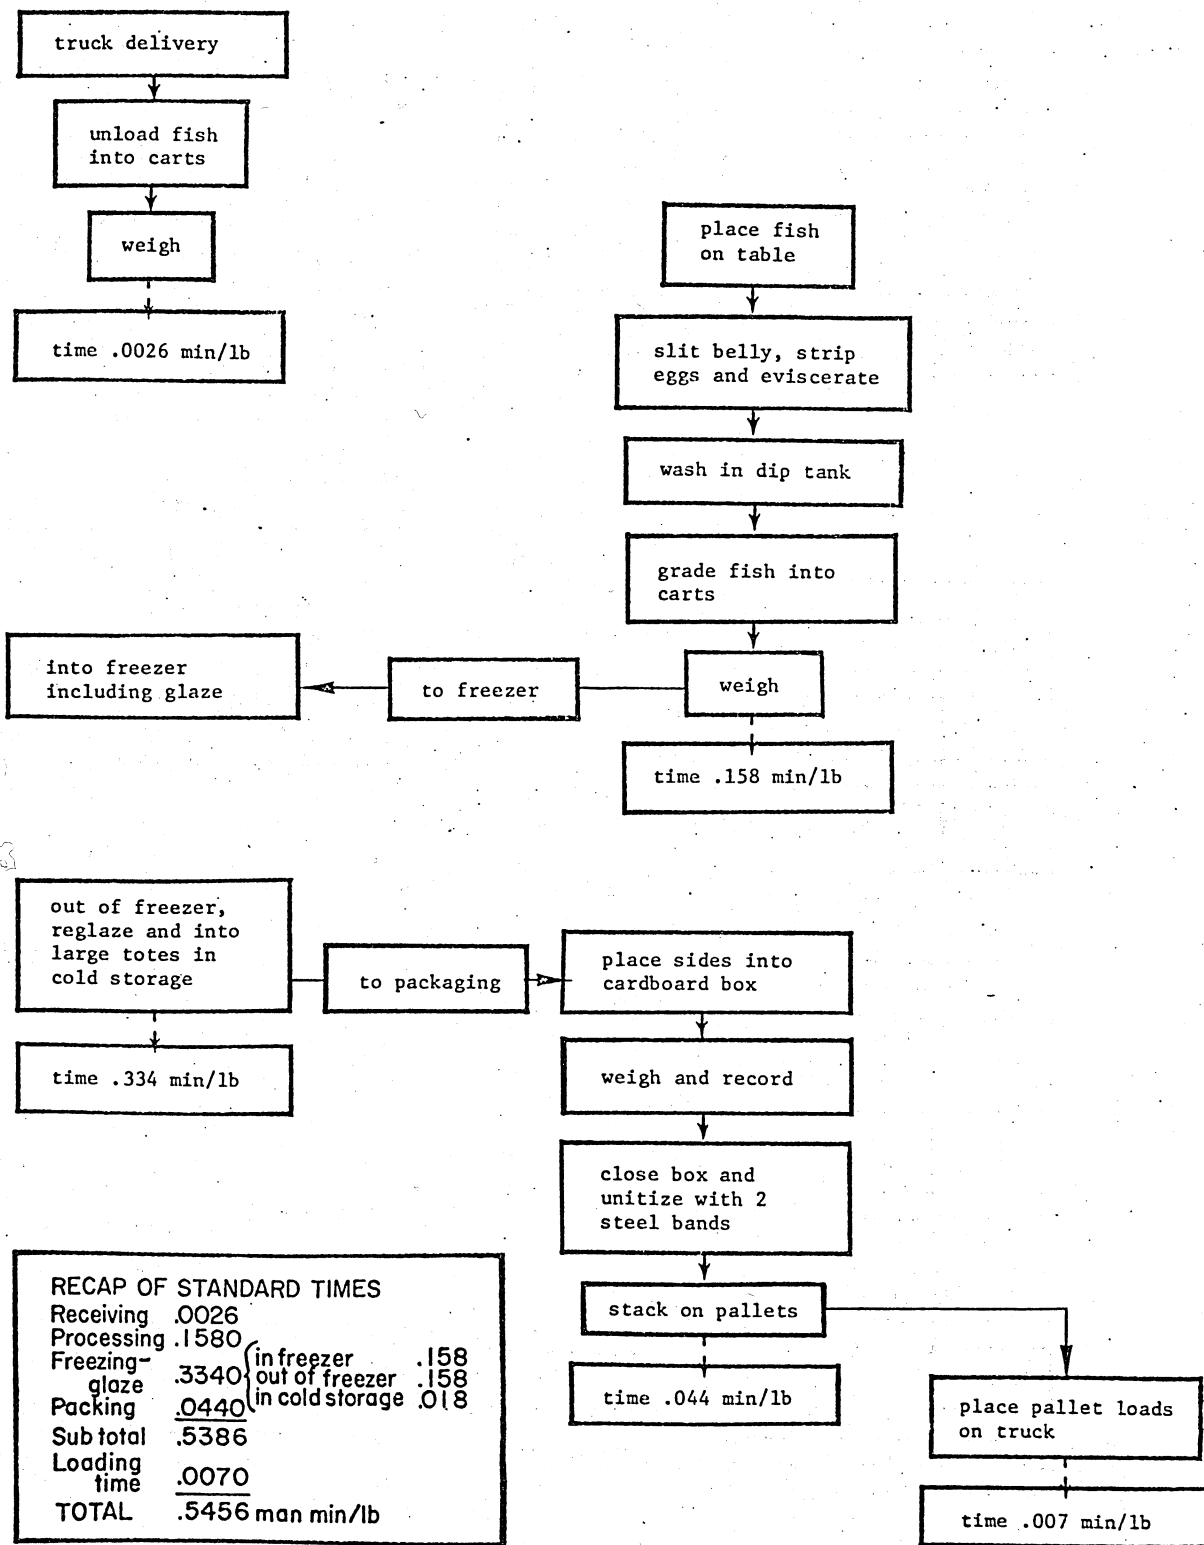 truck delivery
unload fish
into carts
weigh
time .0026 min/lb
place fish
on table
slit belly, strip
eggs and eviscerate
wash in dip tank
grade fish into
carts
weigh
time .158 min/lb
to freezer
into freezer
including glaze
out of freezer,
reglaze and into
large totes in
cold storage
time .334 min/lb
to packaging
place sides into
cardboard box
weigh and record
close box and
unitize with 2
steel bands
stack on pallets
time .044 min/lb
place pallet loads
on truck
time .007 min/lb
RECAP OF STANDARD TIMES
Receiving .0026
Processing .1580
Freezing-
glaze .3340
in freezer .158
out of freezer .158
in cold storage .018
Packing .0440
Sub total .5386
Loading
time .0070
TOTAL .5456 man min/lb